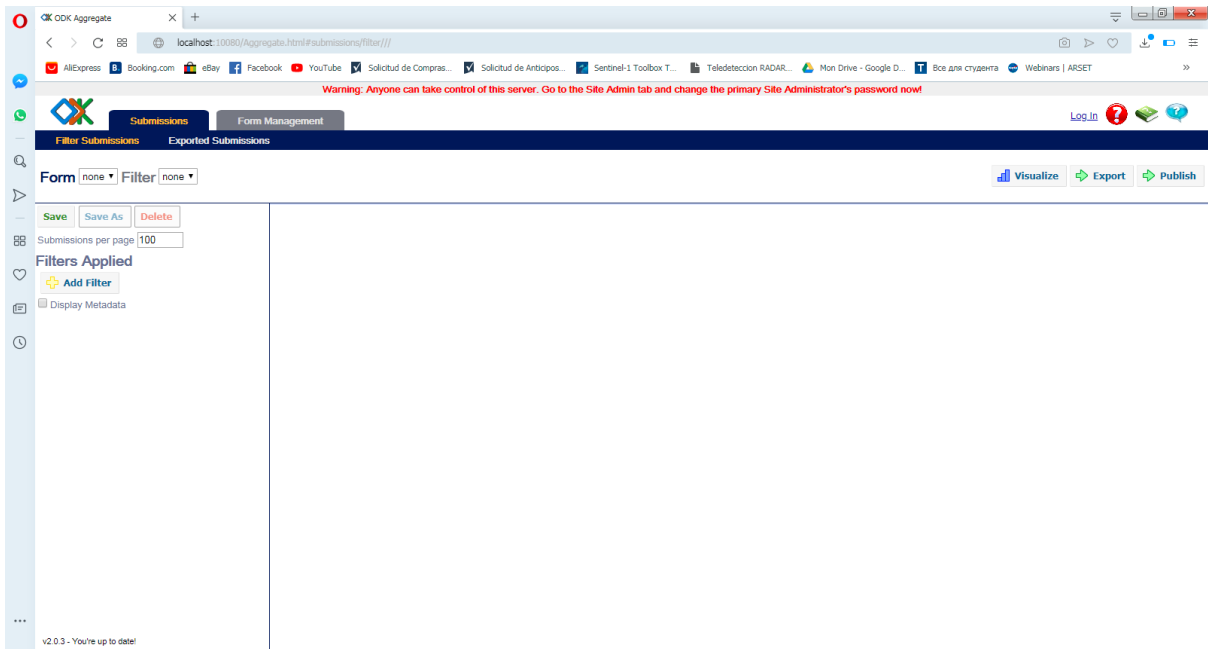 ODK Aggregate
localhost:10080/Aggregate.html#submissions/filter///
AliExpress B. Booking.com eBay Facebook YouTube Solicitud de Compras... Solicitud de Anticipos... Sentinel-1 Toolbox T... Teledeteccion RADAR... Mon Drive - Google D... T Все для студента Webinars | ARSET »
Warning: Anyone can take control of this server. Go to the Site Admin tab and change the primary Site Administrator's password now!
Submissions Form Management Log In
Filter Submissions Exported Submissions
Form none Filter none Visualize Export Publish
Save Save As Delete
Submissions per page 100
Filters Applied
Add Filter
Display Metadata
v2.0.3 - You're up to date!